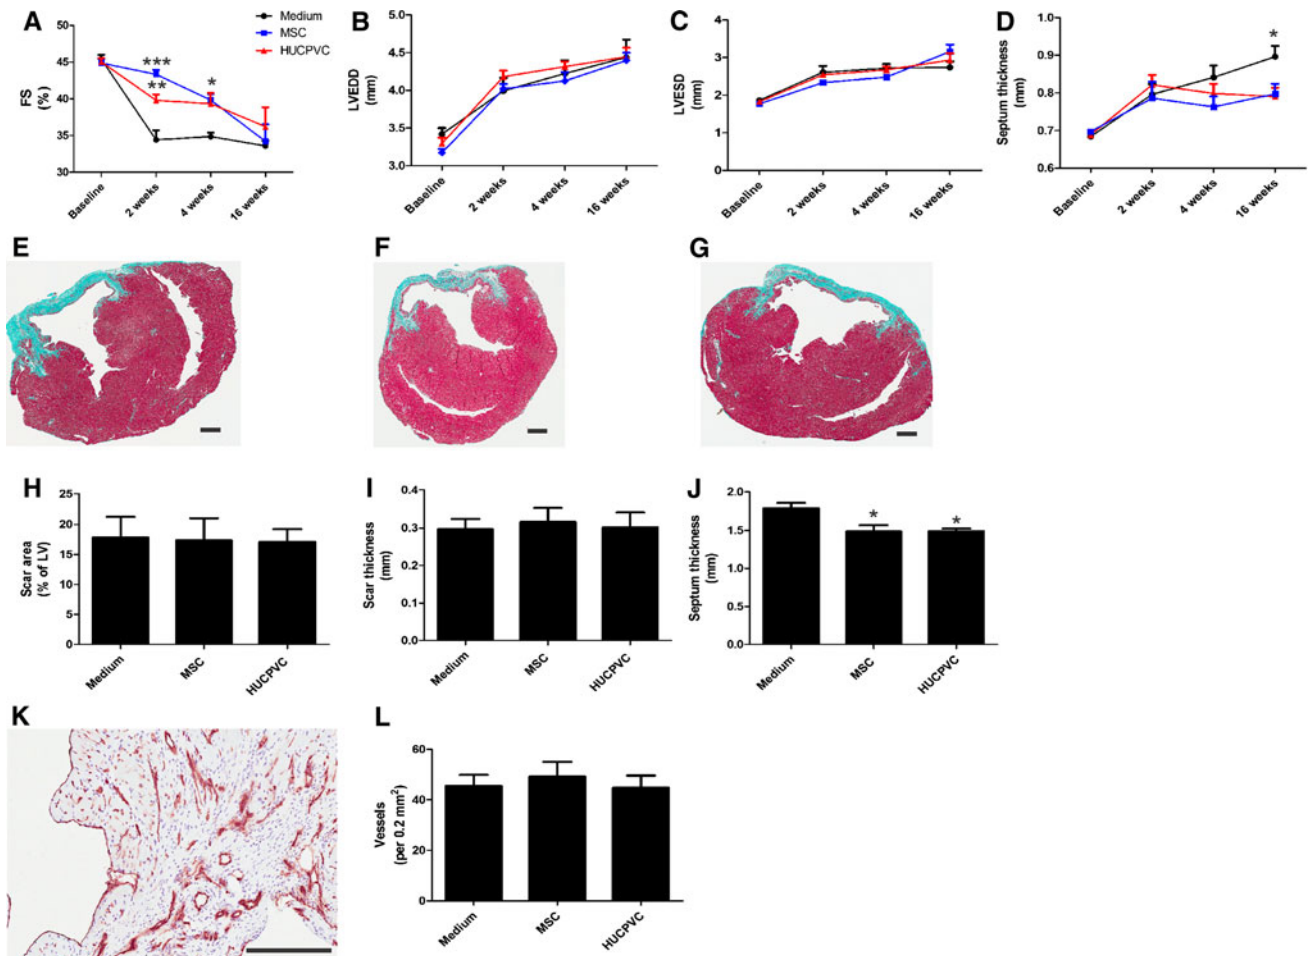 A
Medium
MSC
HUCPVC
FS
(%)
50
45
40
35
30
***
**
*
Baseline
2 weeks
4 weeks
16 weeks
B
LVEDD
(mm)
5.0
4.5
4.0
3.5
3.0
Baseline
2 weeks
4 weeks
16 weeks
C
LVESD
(mm)
4
3
2
1
0
Baseline
2 weeks
4 weeks
16 weeks
D
Septum thickness
(mm)
1.0
0.9
0.8
0.7
0.6
*
Baseline
2 weeks
4 weeks
16 weeks
E
F
G
H
Scar area
(% of LV)
25
20
15
10
5
0
Medium
MSC
HUCPVC
I
Scar thickness
(mm)
0.4
0.3
0.2
0.1
0.0
Medium
MSC
HUCPVC
J
Septum thickness
(mm)
2.0
1.5
1.0
0.5
0.0
*
*
Medium
MSC
HUCPVC
K
L
Vessels
(per 0.2 mm²)
60
40
20
0
Medium
MSC
HUCPVC